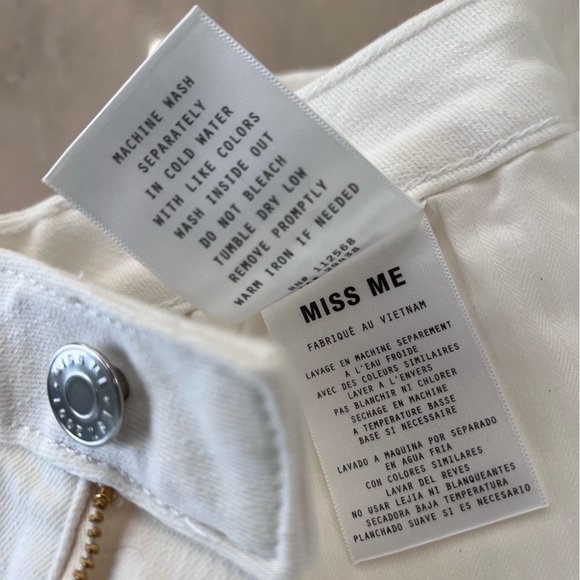 MACHINE WASH
SEPARATELY
IN COLD WATER
WITH LIKE COLORS
WASH INSIDE OUT
DO NOT BLEACH
TUMBLE DRY LOW
REMOVE PROMPTLY
WARM IRON IF NEEDED
112568
MISS ME
FABRIQUÉ AU VIETNAM
LAVAGE EN MACHINE SEPAREMENT
A L'EAU FROIDE
AVEC DES COULEURS SIMILAIRES
LAVER A L'ENVERS
PAS BLANCHIR NI CHLORER
SECHAGE EN MACHINE
A TEMPERATURE BASSE
BASE SI NECESSAIRE
LAVADO A MAQUINA POR SEPARADO
EN AGUA FRIA
CON COLORES SIMILARES
LAVAR DEL REVES
NO USAR LEJIA NI BLANQUEANTES
SECADORA BAJA TEMPERATURA
PLANCHADO SUAVE SI ES NECESARIO
MISS ME